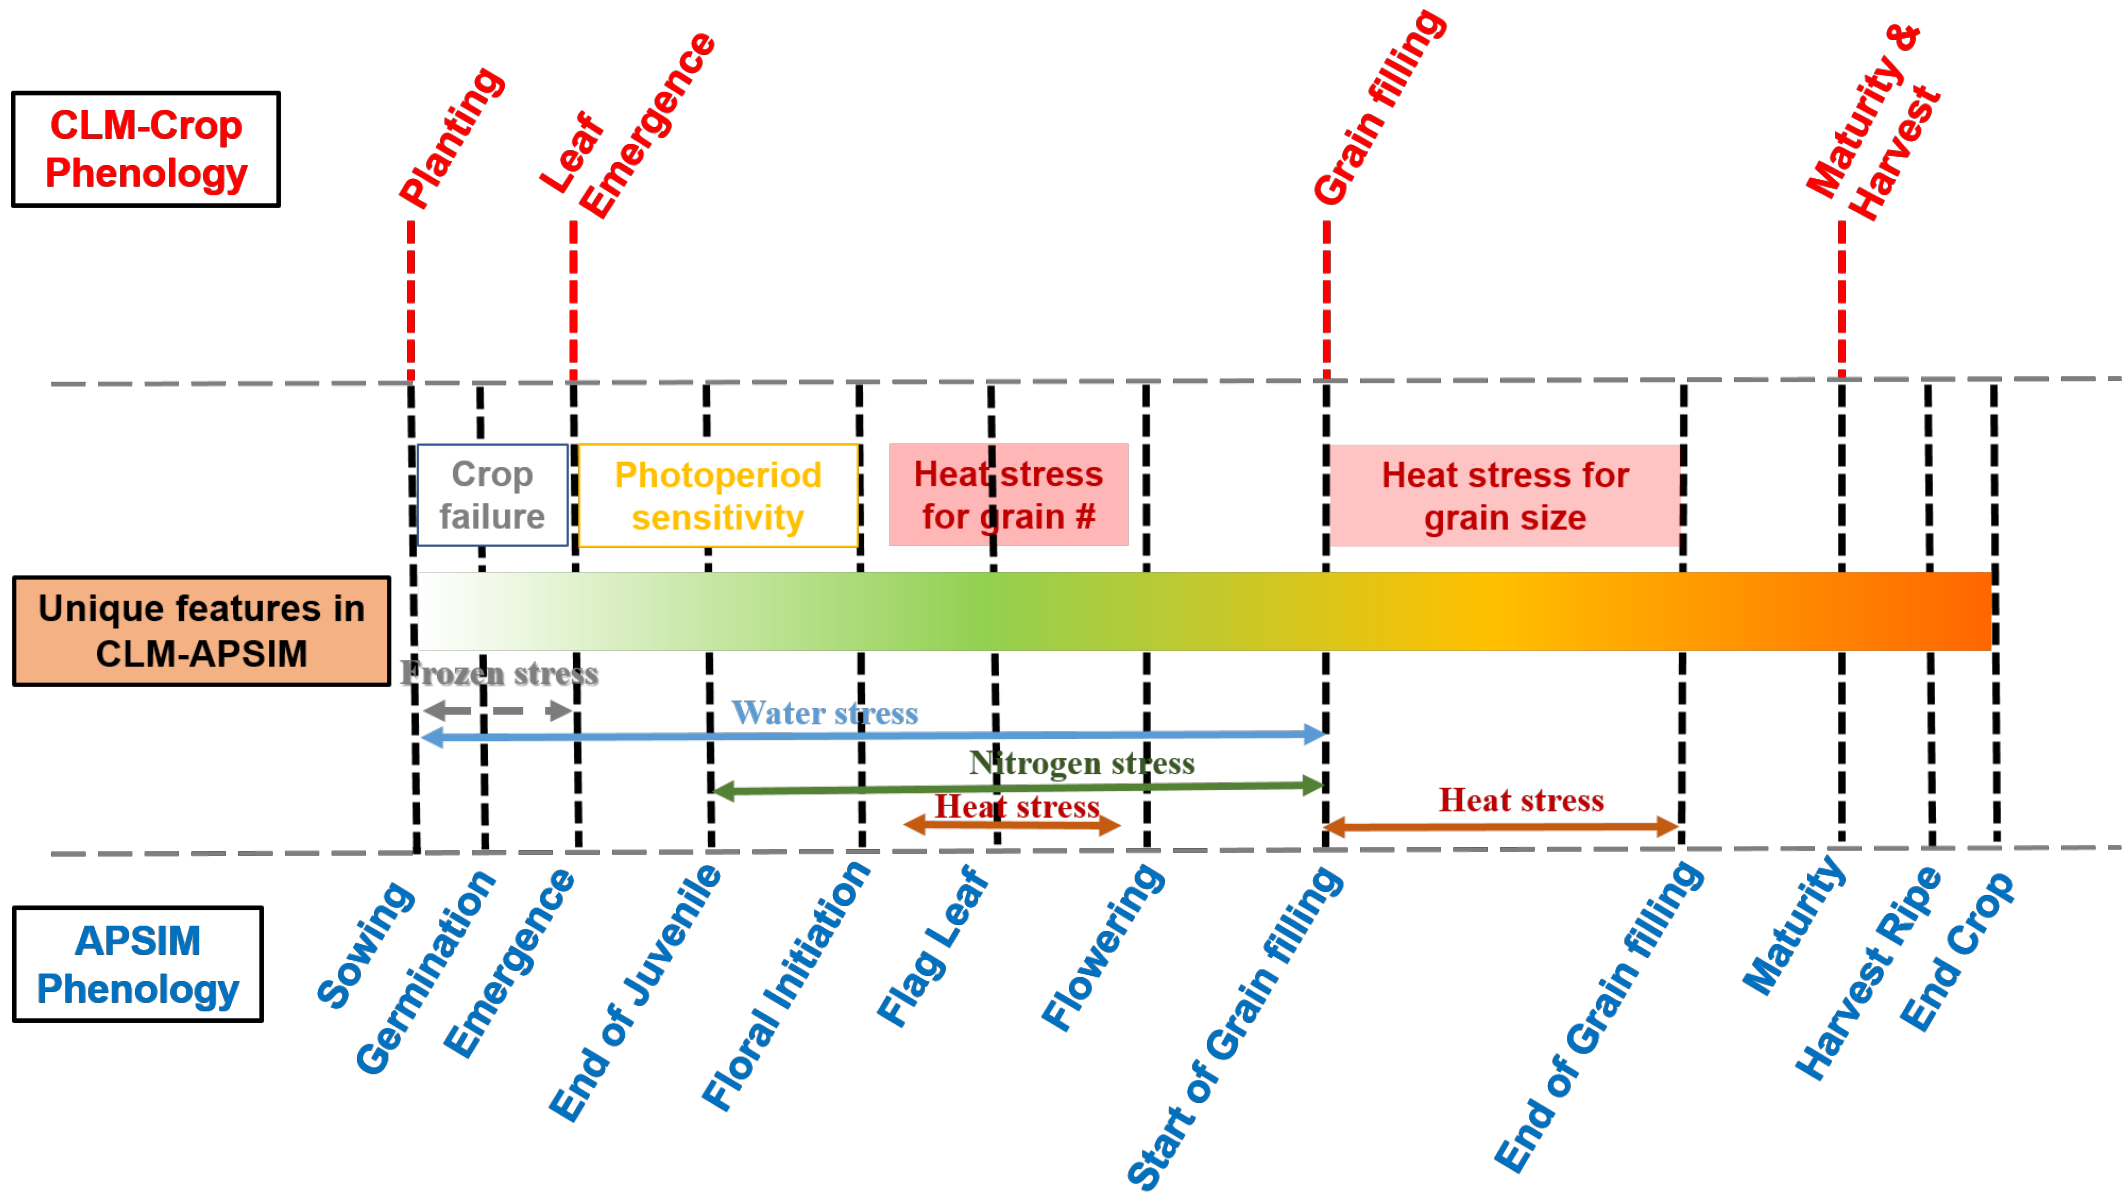 CLM-Crop
Phenology
Planting
Leaf
Emergence
Grain filling
Maturity &
Harvest
Crop
failure
Photoperiod
sensitivity
Heat stress
for grain #
Heat stress for
grain size
Unique features in
CLM-APSIM
Frozen stress
Water stress
Nitrogen stress
Heat stress
Heat stress
APSIM
Phenology
Sowing
Germination
Emergence
End of Juvenile
Floral Initiation
Flag Leaf
Flowering
Start of Grain filling
End of Grain filling
Maturity
Harvest Ripe
End Crop